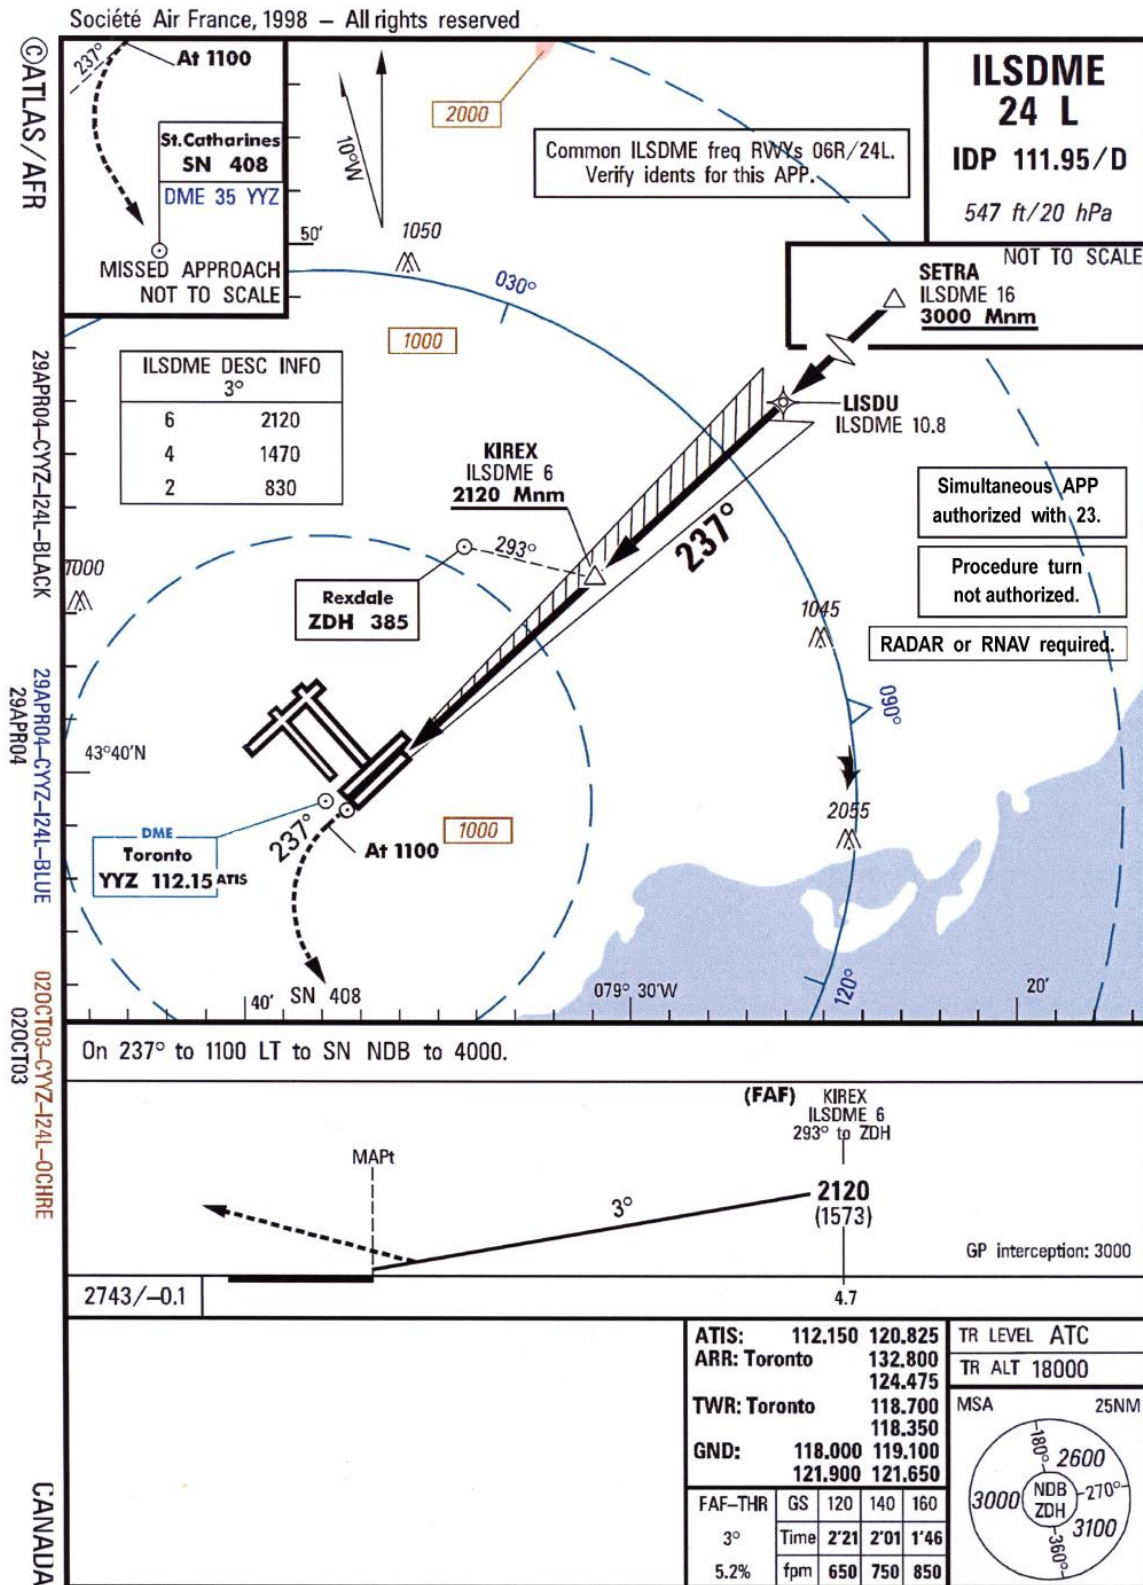 Société Air France, 1998 – All rights reserved
©ATLAS/AFR
237°
At 1100
St.Catharines
SN 408
DME 35 YYZ
MISSED APPROACH
NOT TO SCALE
10°W
2000
Common ILSDME freq RWYs 06R/24L.
Verify idents for this APP.
ILSDME
24 L
IDP 111.95/D
547 ft/20 hPa
NOT TO SCALE
SETRA
ILSDME 16
3000 Mnm
50'
1050
030°
1000
ILSDME DESC INFO
3°
6 2120
4 1470
2 830
LISDU
ILSDME 10.8
KIREX
ILSDME 6
2120 Mnm
237°
293°
Rexdale
ZDH 385
Simultaneous APP
authorized with 23.
Procedure turn
not authorized.
RADAR or RNAV required.
1000
1045
090°
43°40'N
2055
DME
Toronto
YYZ 112.15 ATIS
237°
At 1100
1000
SN 408
40'
079° 30'W
120°
20'
29APR04–CYYZ–I24L–BLACK
29APR04–CYYZ–I24L–BLUE
29APR04
02OCT03–CYYZ–I24L–OCHRE
02OCT03
On 237° to 1100 LT to SN NDB to 4000.
(FAF) KIREX
ILSDME 6
293° to ZDH
MAPt
3°
2120
(1573)
GP interception: 3000
2743/–0.1
4.7
ATIS: 112.150 120.825
ARR: Toronto 132.800
124.475
TWR: Toronto 118.700
118.350
GND: 118.000 119.100
121.900 121.650
FAF–THR GS 120 140 160
3° Time 2'21 2'01 1'46
5.2% fpm 650 750 850
TR LEVEL ATC
TR ALT 18000
MSA 25NM
180°
2600
3000
NDB
ZDH
270°
3100
360°
CANADA